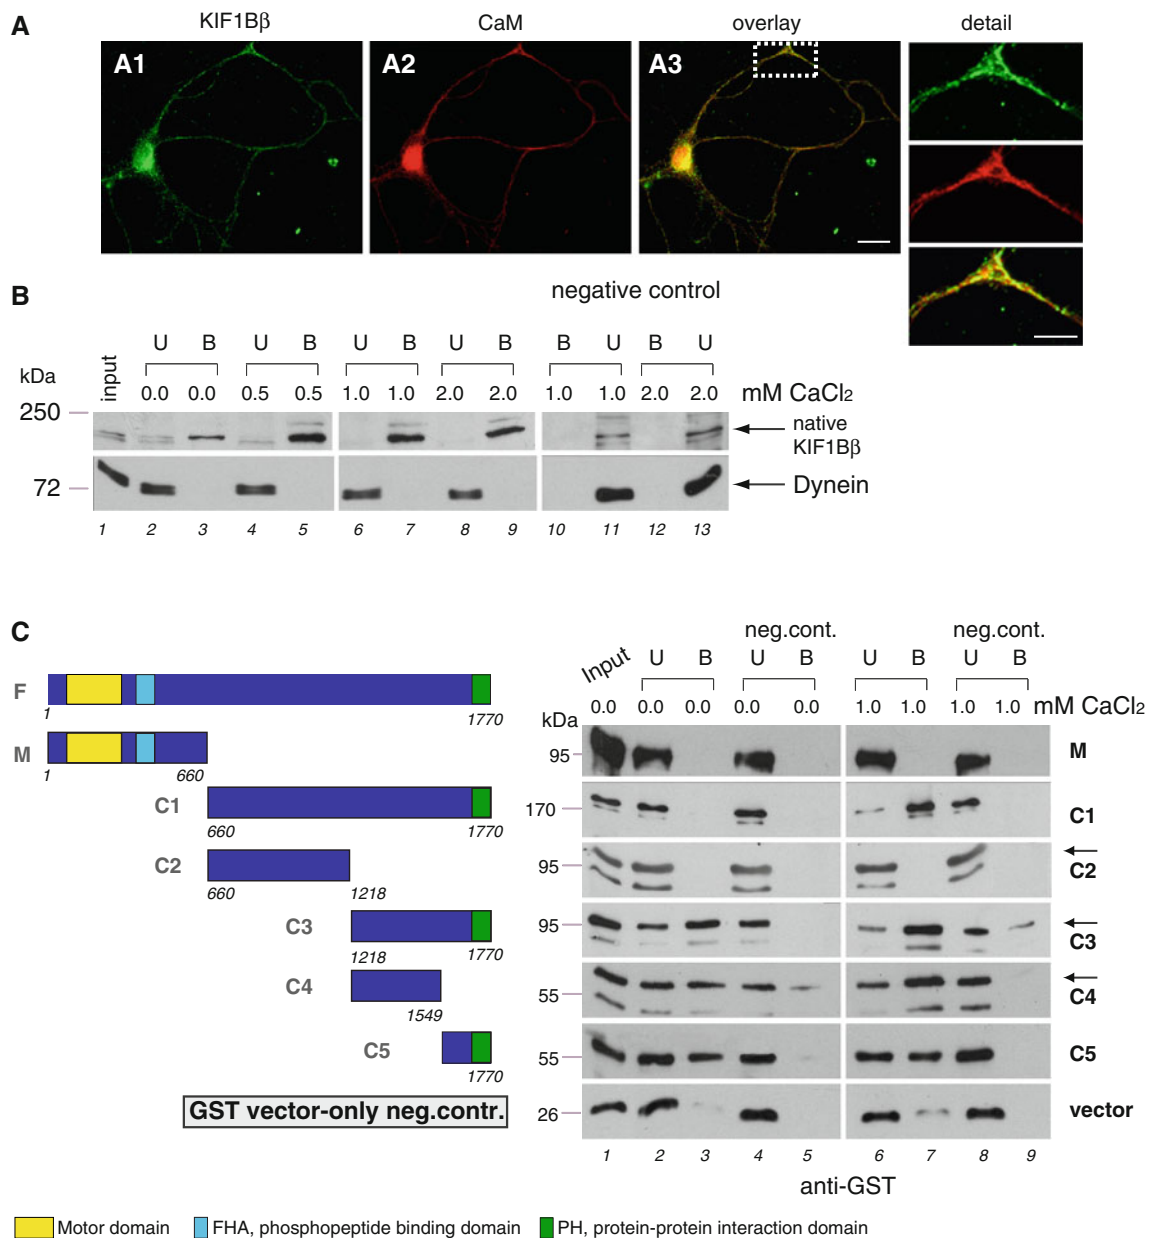 A
KIF1Bβ CaM overlay detail
A1 A2 A3
B
negative control
U B U B U B U B B U B U
kDa input 0.0 0.0 0.5 0.5 1.0 1.0 2.0 2.0 1.0 1.0 2.0 2.0 mM CaCl2
250
native
KIF1Bβ
72 Dynein
1 2 3 4 5 6 7 8 9 10 11 12 13
C
neg.cont. neg.cont.
Input U B U B U B U B
0.0 0.0 0.0 0.0 0.0 1.0 1.0 1.0 1.0 mM CaCl2
kDa
F
1 1770
M
1 660
C1
660 1770
C2
660 1218
C3
1218 1770
C4
1549
C5
1770
GST vector-only neg.contr.
95 M
170 C1
95 C2
95 C3
55 C4
55 C5
26 vector
1 2 3 4 5 6 7 8 9
anti-GST
Motor domain FHA, phosphopeptide binding domain PH, protein-protein interaction domain